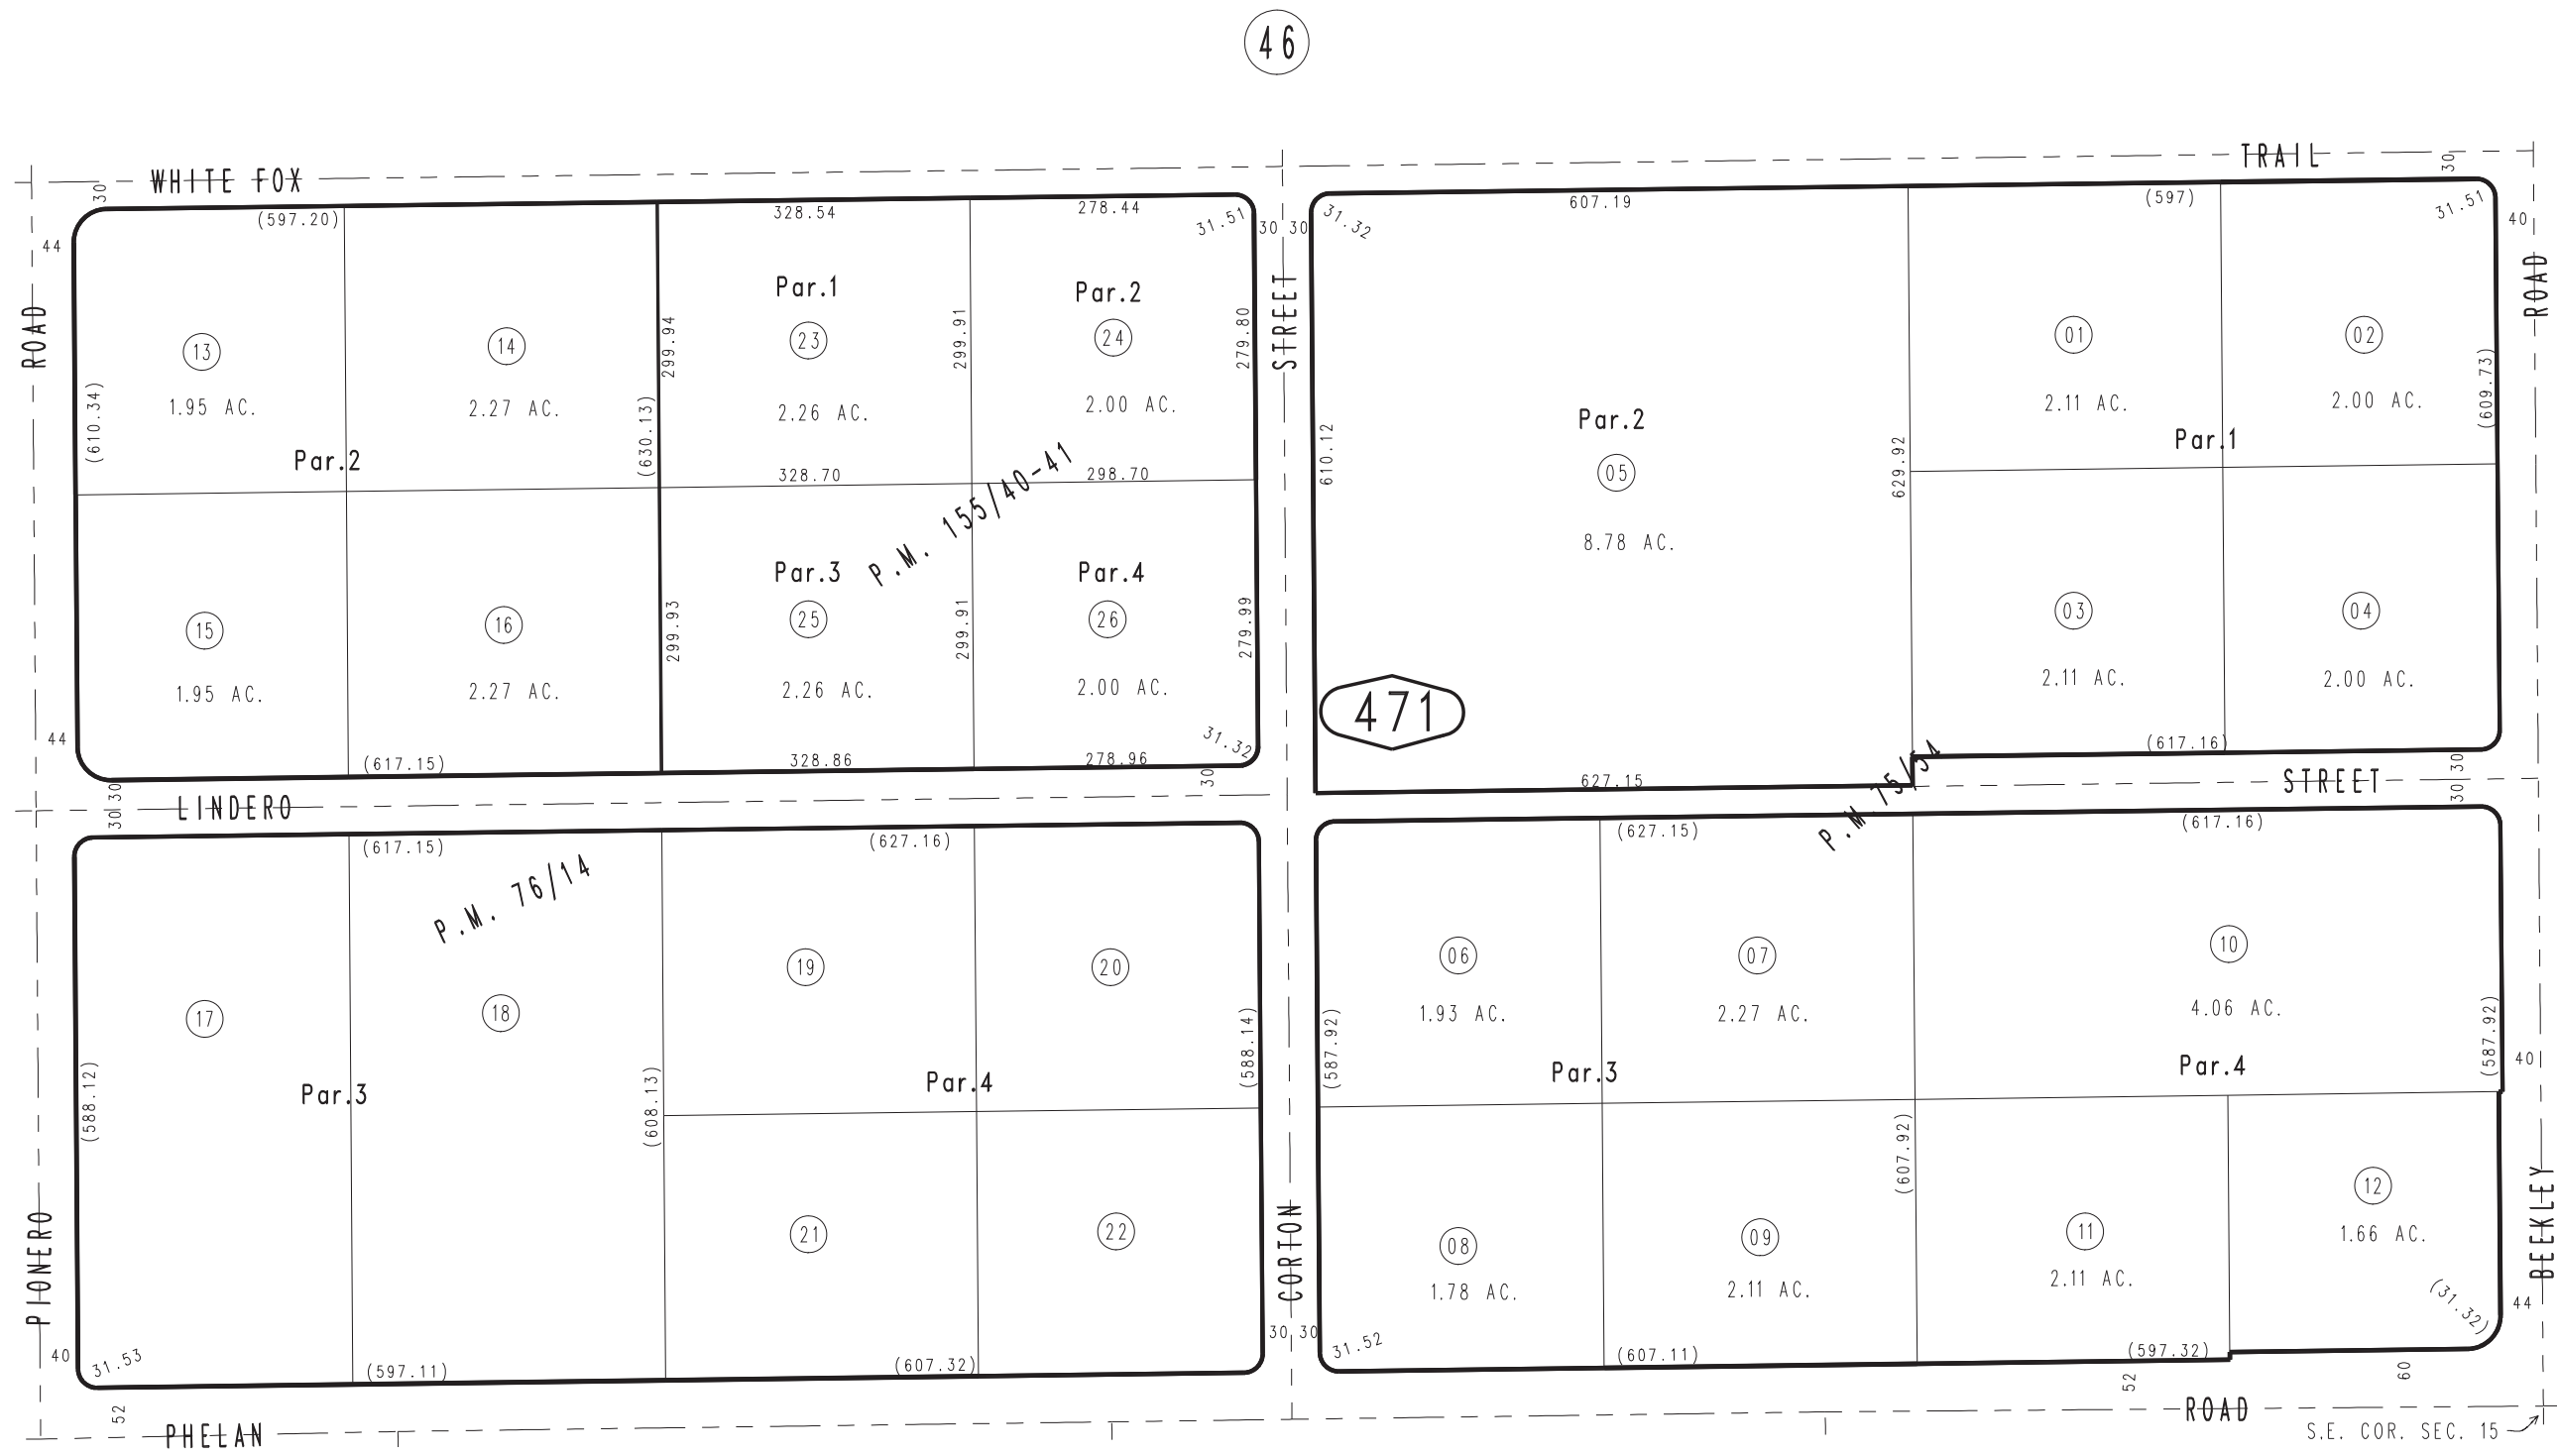 46
WHITE FOX
TRAIL
30
30
(597.20)
328.54
278.44
31.51
30 30
31.32
607.19
(597)
31.51
40
44
ROAD
STREET
ROAD
Par.1
Par.2
13
14
23
24
01
02
299.94
299.91
279.80
1.95 AC.
2.27 AC.
2.26 AC.
2.00 AC.
2.11 AC.
2.00 AC.
(610.34)
(630.13)
Par.2
610.12
Par.2
05
8.78 AC.
629.92
Par.1
(609.73)
328.70
298.70
P.M. 155/40-41
Par.3
Par.4
15
16
25
26
03
04
299.93
299.91
279.99
1.95 AC.
2.27 AC.
2.26 AC.
2.00 AC.
2.11 AC.
2.00 AC.
471
44
(617.15)
328.86
278.96
31.32
30
627.15
(617.16)
P.M. 75/54
30 30
LINDERO
STREET
30 30
(617.15)
(627.16)
(627.15)
(617.16)
P.M. 76/14
17
18
19
20
06
07
10
1.93 AC.
2.27 AC.
4.06 AC.
(588.12)
Par.3
(608.13)
Par.4
(588.14)
(587.92)
Par.3
Par.4
(587.92)
40
(607.92)
21
22
08
09
11
12
1.78 AC.
2.11 AC.
2.11 AC.
1.66 AC.
PIONERO
CORTON
BEEKLEY
40
31.53
(597.11)
(607.32)
30 30
31.52
(607.11)
(597.32)
(31.32)
44
52
52
60
PHELAN
ROAD
S.E. COR. SEC. 15